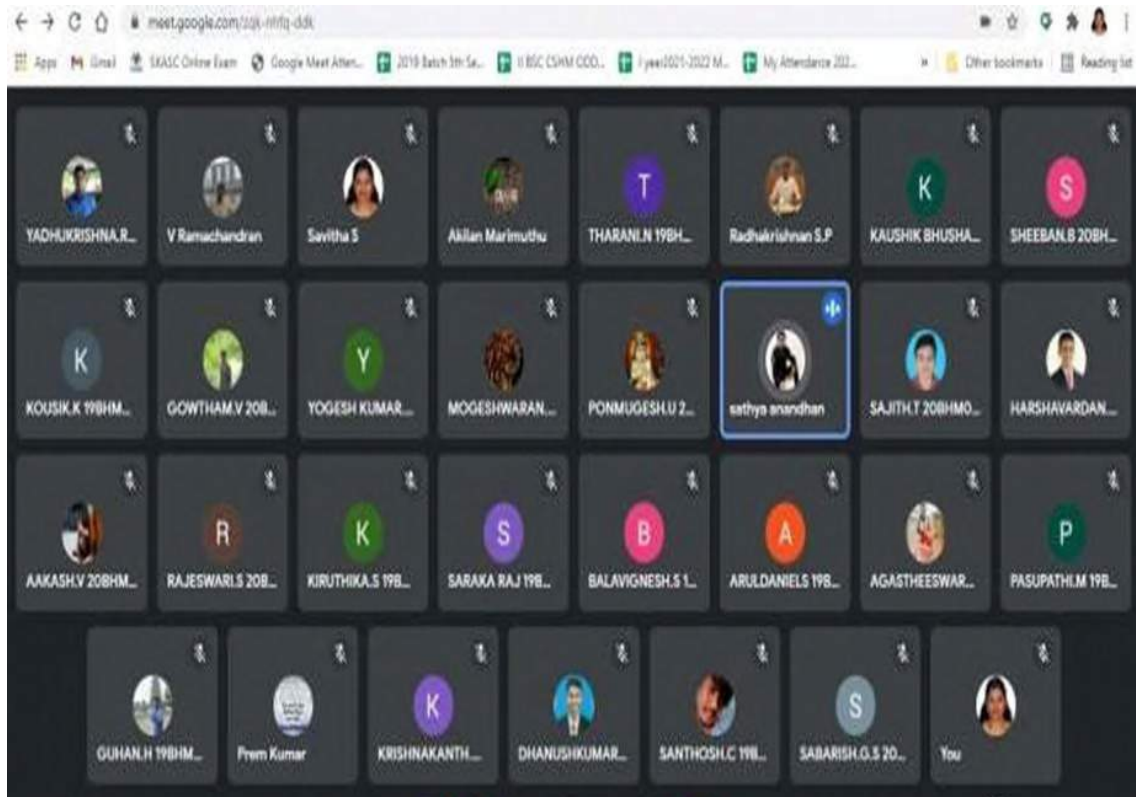 meet.google.com/zqk-nhfq-ddk
Apps Gmail SKASC Online Exam Google Meet Atten... 2019 Batch 5th Se... II BSC CSHM ODD... I year2021-2022 M... My Attendance 202... » Other bookmarks Reading list
T K S
YADHUKRISHNA.R... V Ramachandran Savitha S Akilan Marimuthu THARANI.N 19BH... Radhakrishnan S.P KAUSHIK BHUSHA... SHEEBAN.B 20BH...
K Y
KOUSIK.K 19BHM... GOWTHAM.V 20B... YOGESH KUMAR.... MOGESHWARAN.... PONMUGESH.U 2... sathya anandhan SAJITH.T 20BHM0... HARSHAVARDAN....
R K S B A P
AAKASH.V 20BHM... RAJESWARI.S 20B... KIRUTHIKA.S 19B... SARAKA RAJ 19B... BALAVIGNESH.S 1... ARULDANIELS 19B... AGASTHEESWAR... PASUPATHI.M 19B...
K S
GUHAN.H 19BHM... Prem Kumar KRISHNAKANTH.... DHANUSHKUMAR... SANTHOSH.C 19B... SABARISH.G.S 20... You